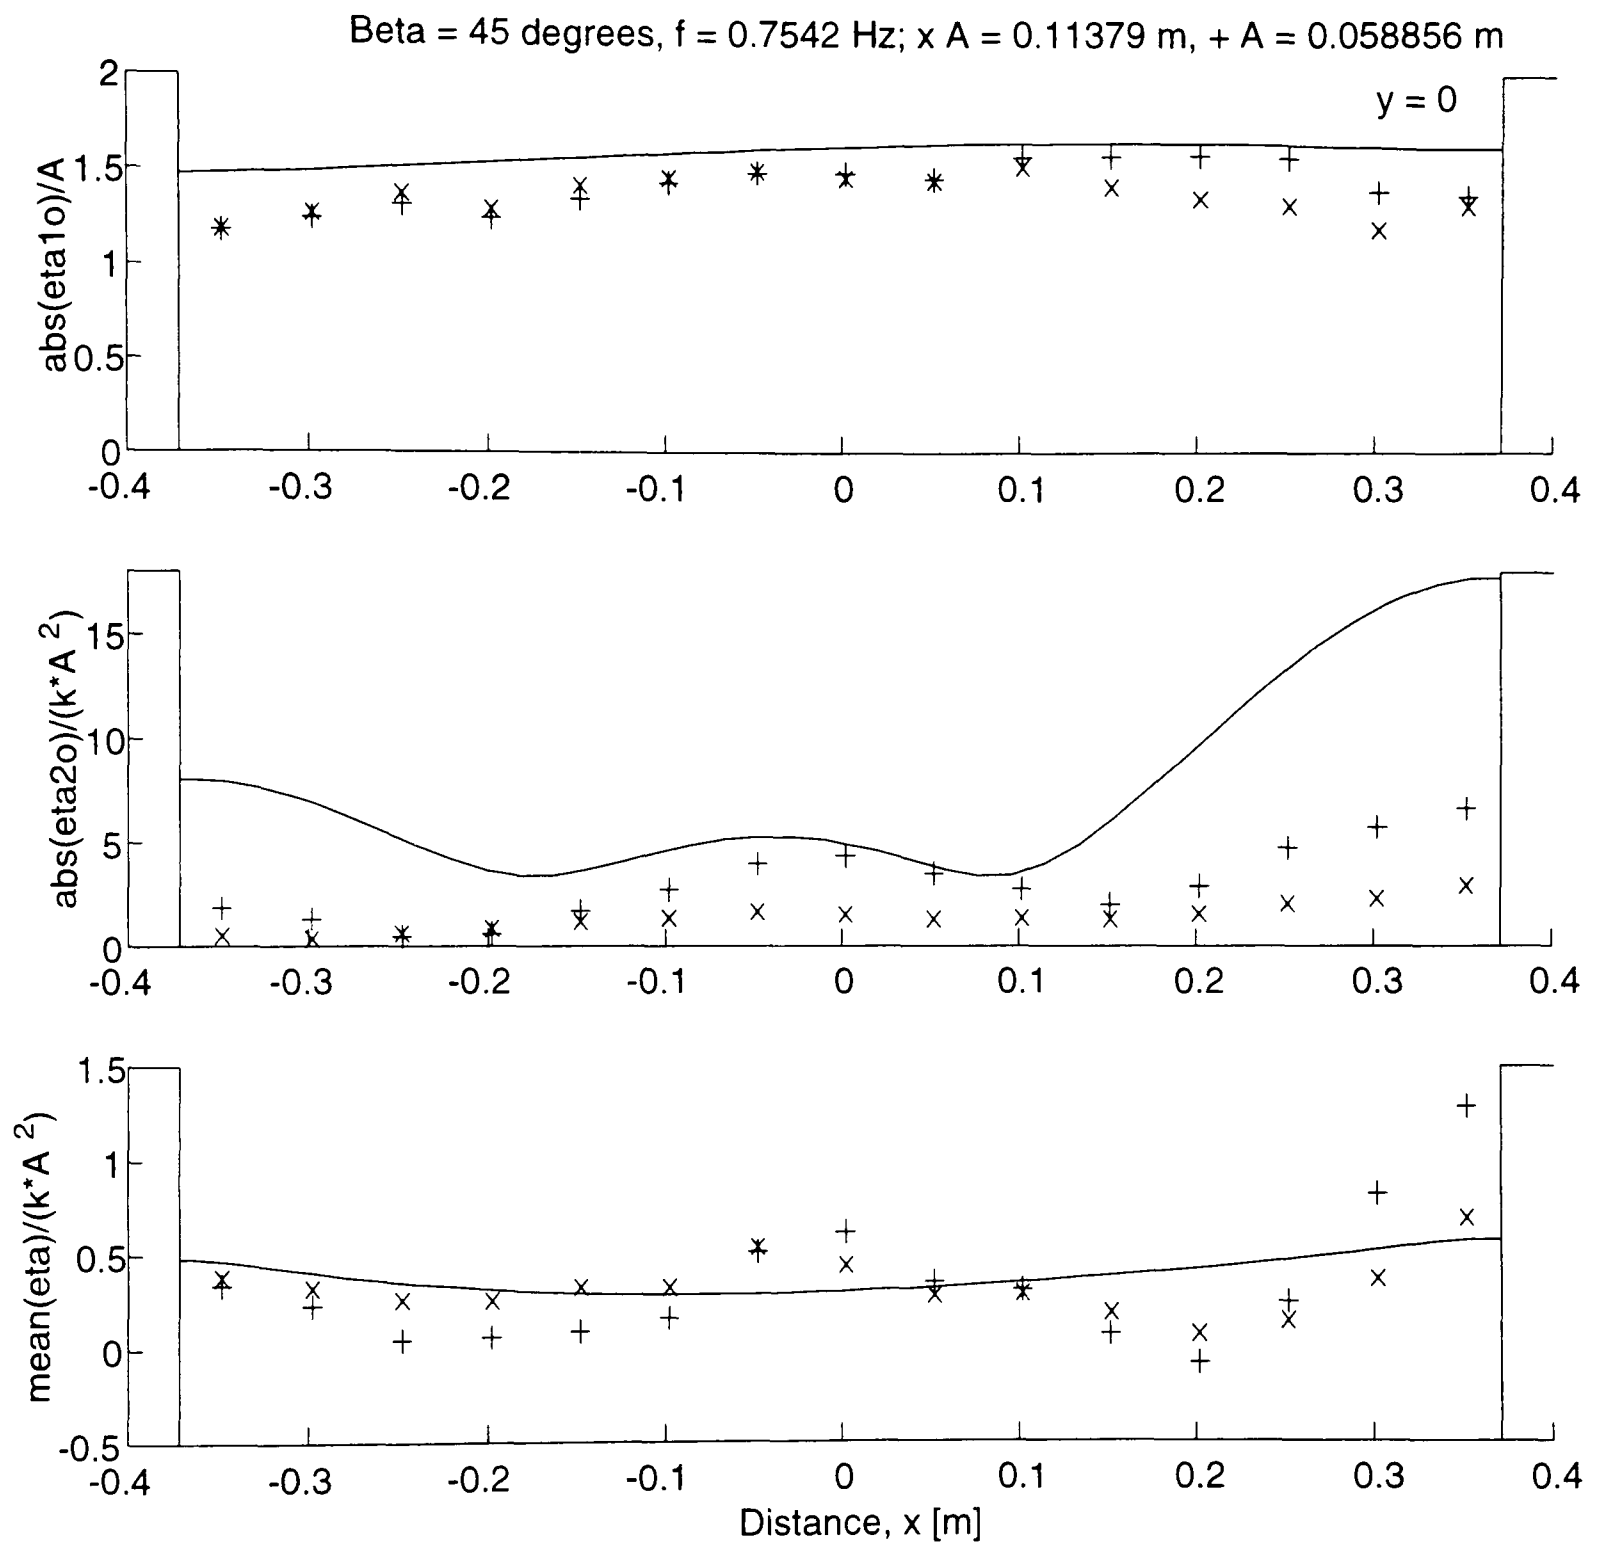 Beta = 45 degrees, f = 0.7542 Hz; x A = 0.11379 m, + A = 0.058856 m
y = 0
abs(eta1o)/A
2
1.5
1
0.5
0
-0.4 -0.3 -0.2 -0.1 0 0.1 0.2 0.3 0.4
abs(eta2o)/(k*A 2)
15
10
5
0
-0.4 -0.3 -0.2 -0.1 0 0.1 0.2 0.3 0.4
mean(eta)/(k*A 2)
1.5
1
0.5
0
-0.5
-0.4 -0.3 -0.2 -0.1 0 0.1 0.2 0.3 0.4
Distance, x [m]